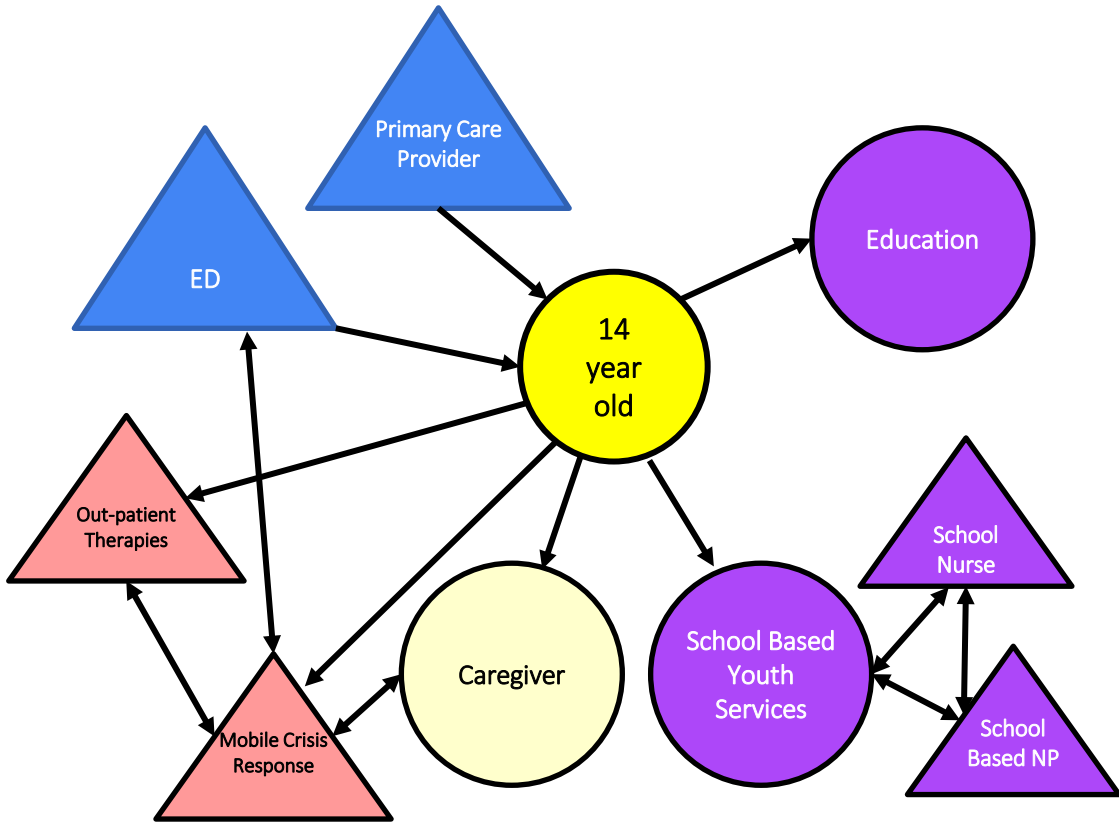 Primary Care
Provider
Education
ED
14
year
old
Out-patient
Therapies
School
Nurse
School Based
Youth
Services
Caregiver
Mobile Crisis
Response
School
Based NP